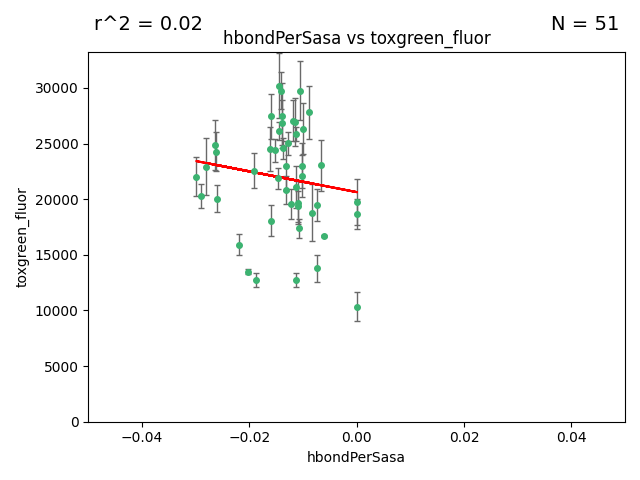 r^2 = 0.02
N = 51
hbondPerSasa vs toxgreen_fluor
30000
25000
20000
15000
10000
5000
0
toxgreen_fluor
−0.04
−0.02
0.00
0.02
0.04
hbondPerSasa